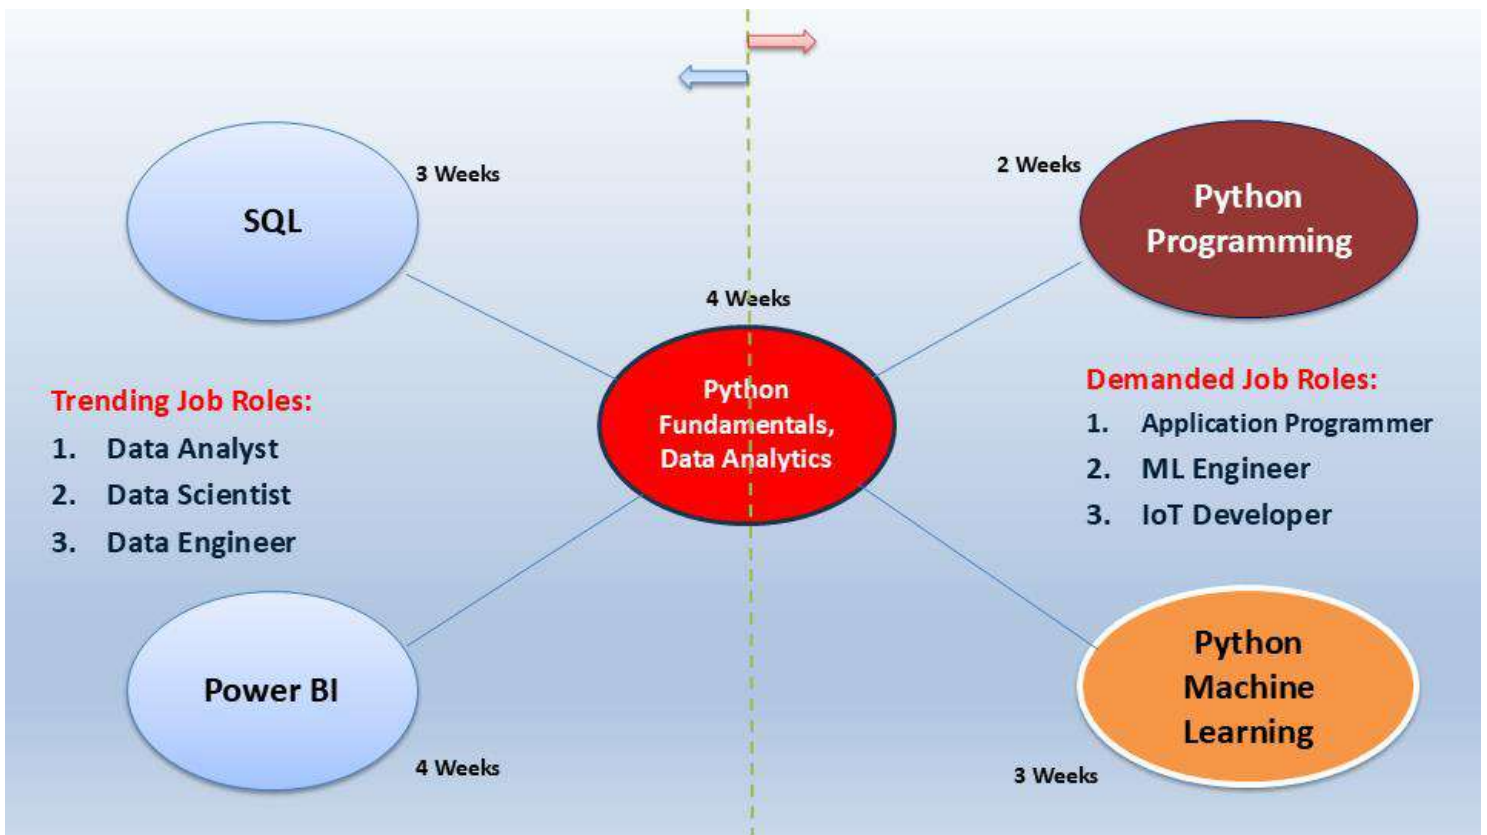 3 Weeks
SQL
2 Weeks
Python
Programming
4 Weeks
Python
Fundamentals,
Data Analytics
Trending Job Roles:
1. Data Analyst
2. Data Scientist
3. Data Engineer
Demanded Job Roles:
1. Application Programmer
2. ML Engineer
3. IoT Developer
Power BI
4 Weeks
Python
Machine
Learning
3 Weeks